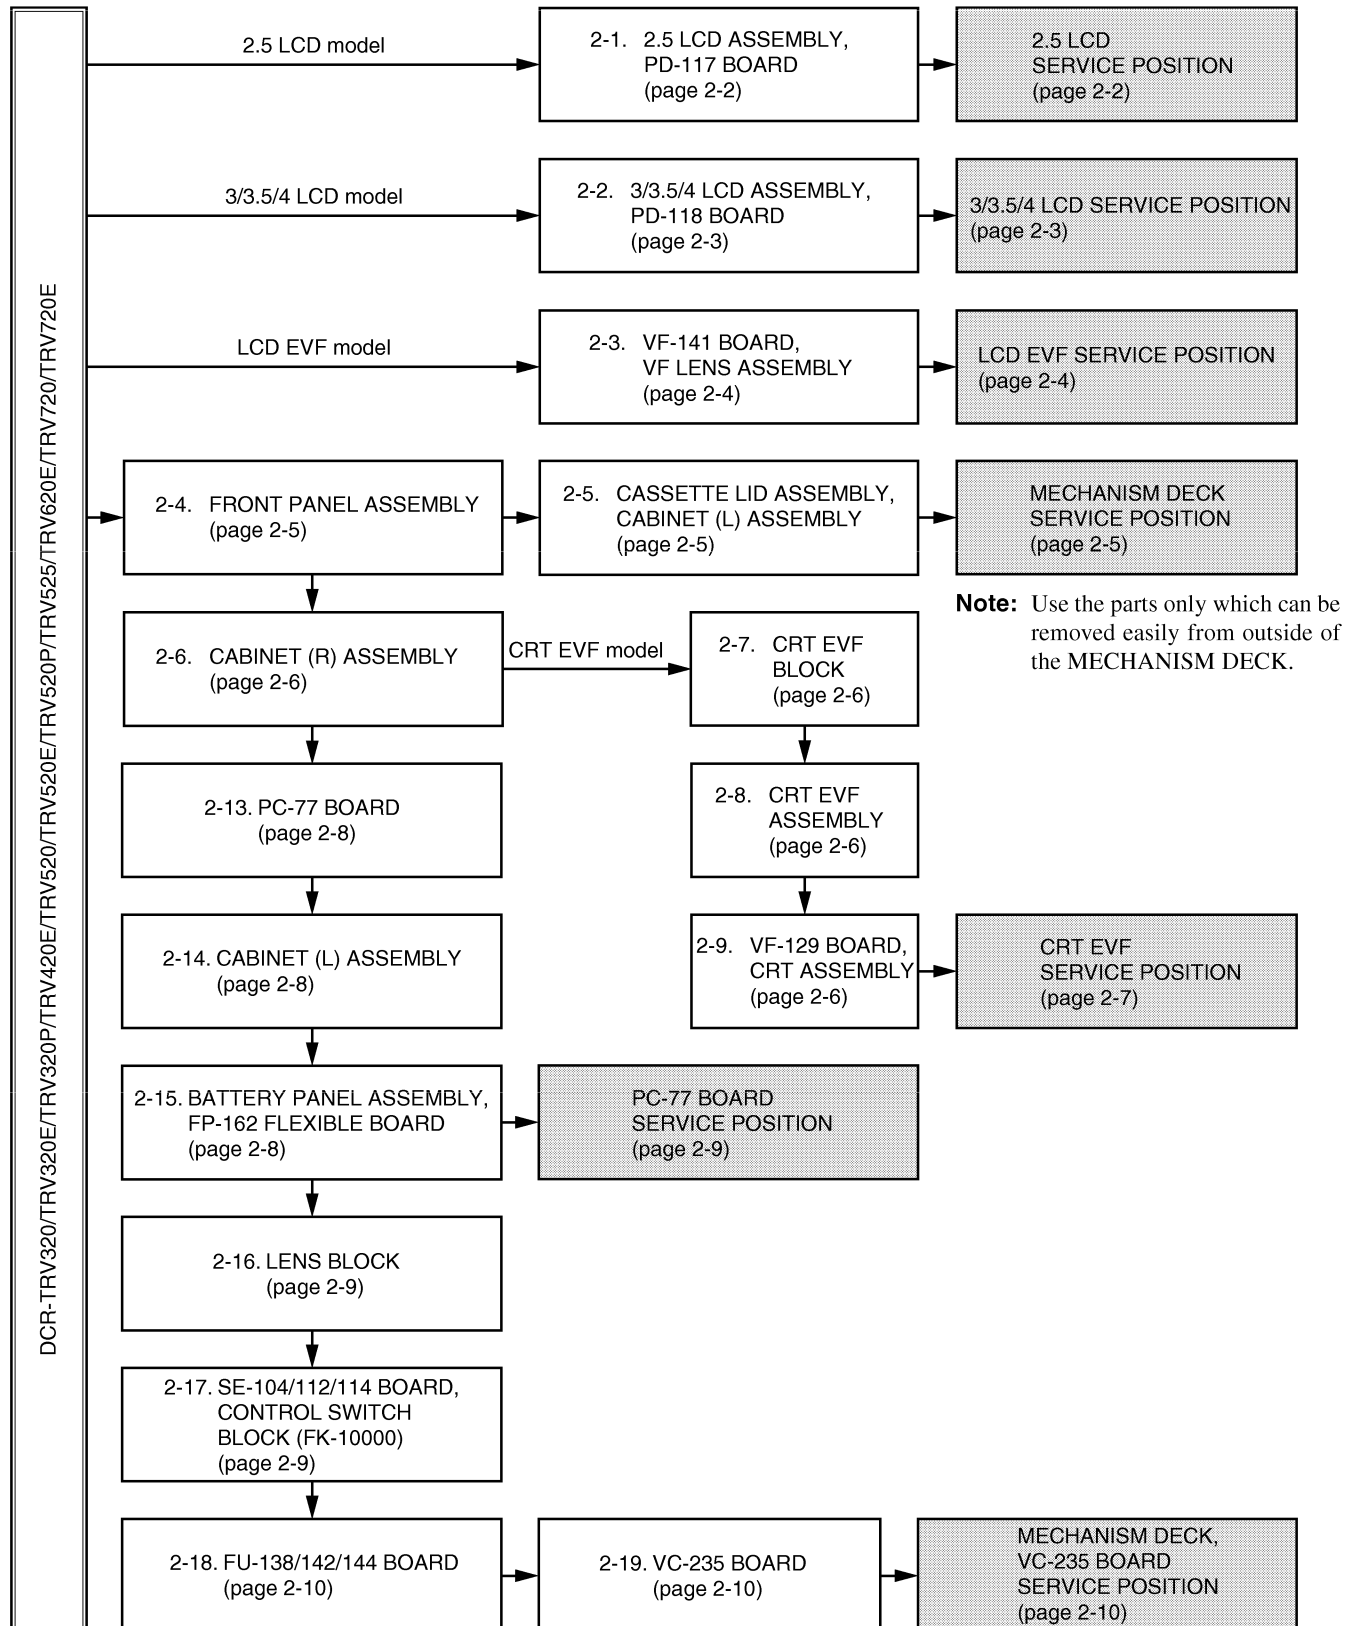 DCR-TRV320/TRV320E/TRV320P/TRV420E/TRV520/TRV520E/TRV520P/TRV525/TRV620E/TRV720/TRV720E
2.5 LCD model
2-1. 2.5 LCD ASSEMBLY,
PD-117 BOARD
(page 2-2)
2.5 LCD
SERVICE POSITION
(page 2-2)
3/3.5/4 LCD model
2-2. 3/3.5/4 LCD ASSEMBLY,
PD-118 BOARD
(page 2-3)
3/3.5/4 LCD SERVICE POSITION
(page 2-3)
LCD EVF model
2-3. VF-141 BOARD,
VF LENS ASSEMBLY
(page 2-4)
LCD EVF SERVICE POSITION
(page 2-4)
2-4. FRONT PANEL ASSEMBLY
(page 2-5)
2-5. CASSETTE LID ASSEMBLY,
CABINET (L) ASSEMBLY
(page 2-5)
MECHANISM DECK
SERVICE POSITION
(page 2-5)
Note: Use the parts only which can be
removed easily from outside of
the MECHANISM DECK.
2-6. CABINET (R) ASSEMBLY
(page 2-6)
CRT EVF model
2-7. CRT EVF
BLOCK
(page 2-6)
2-13. PC-77 BOARD
(page 2-8)
2-8. CRT EVF
ASSEMBLY
(page 2-6)
2-14. CABINET (L) ASSEMBLY
(page 2-8)
2-9. VF-129 BOARD,
CRT ASSEMBLY
(page 2-6)
CRT EVF
SERVICE POSITION
(page 2-7)
2-15. BATTERY PANEL ASSEMBLY,
FP-162 FLEXIBLE BOARD
(page 2-8)
PC-77 BOARD
SERVICE POSITION
(page 2-9)
2-16. LENS BLOCK
(page 2-9)
2-17. SE-104/112/114 BOARD,
CONTROL SWITCH
BLOCK (FK-10000)
(page 2-9)
2-18. FU-138/142/144 BOARD
(page 2-10)
2-19. VC-235 BOARD
(page 2-10)
MECHANISM DECK,
VC-235 BOARD
SERVICE POSITION
(page 2-10)